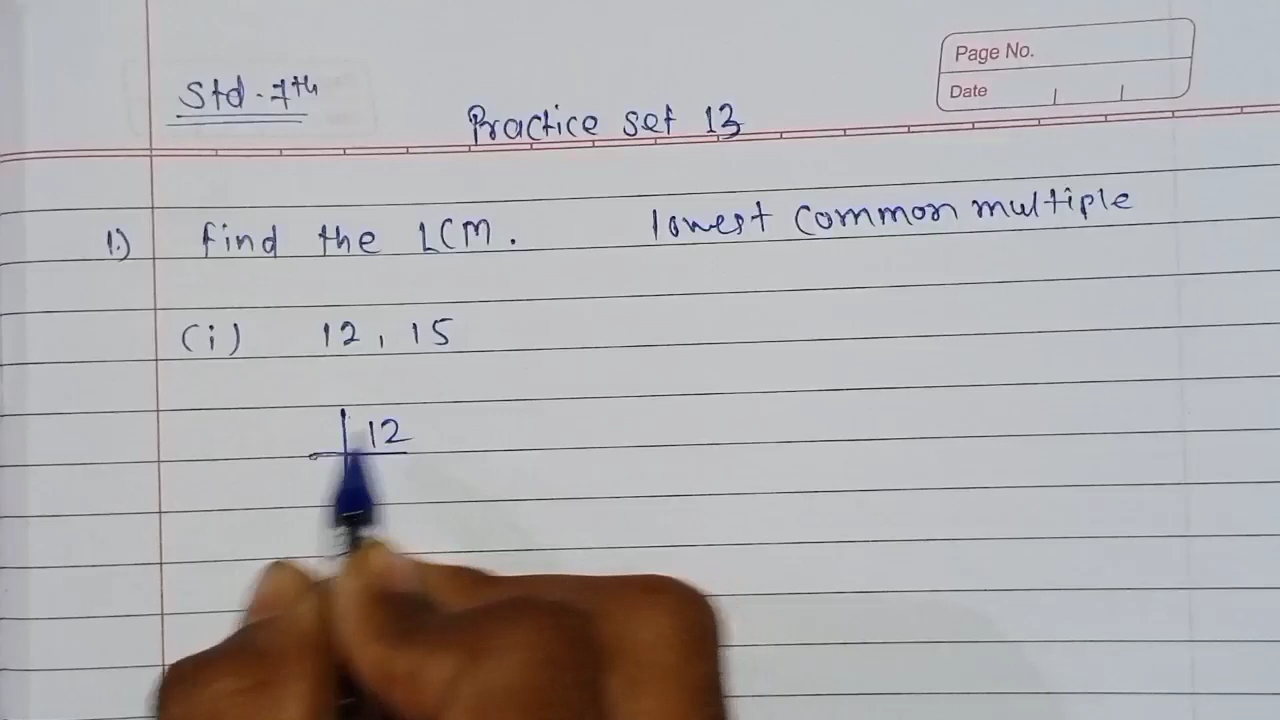 Page No.
Date
Std - 7th
Practice set 13
1.) find the LCM. lowest common multiple
(i) 12, 15
12